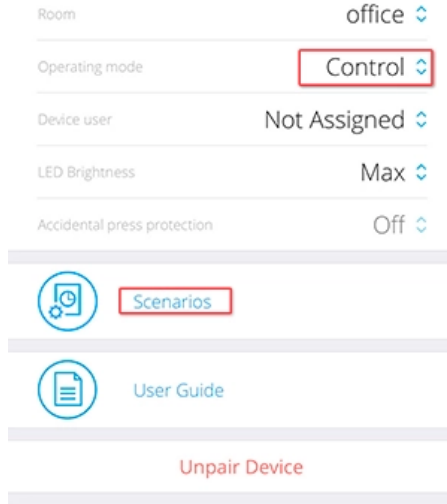 Room office
Operating mode Control
Device user Not Assigned
LED Brightness Max
Accidental press protection Off
Scenarios
User Guide
Unpair Device